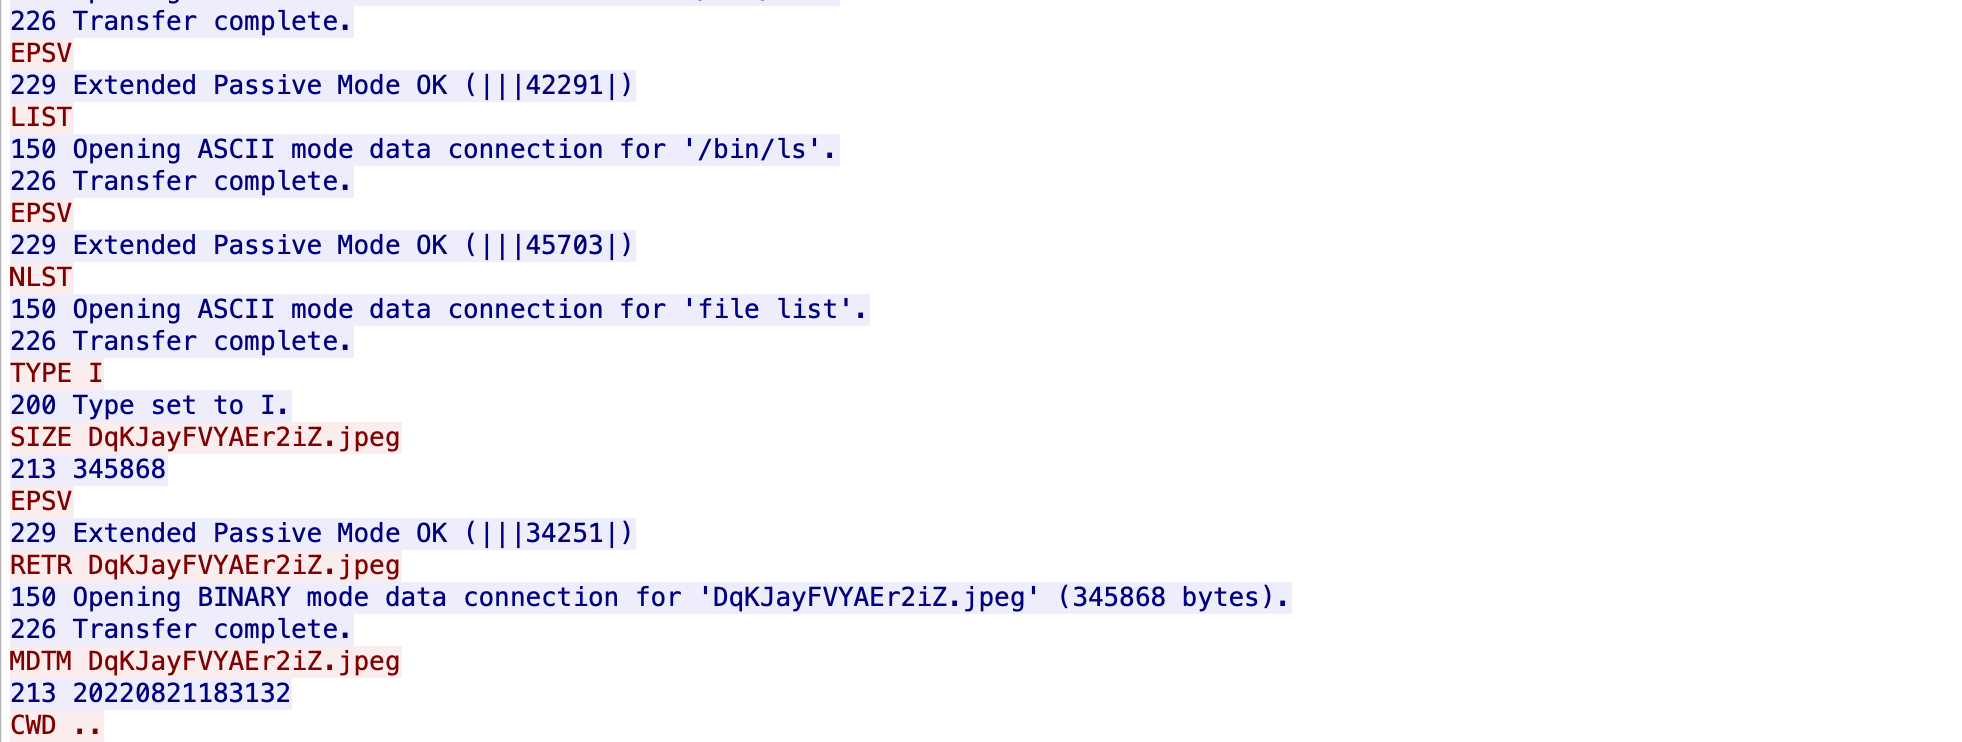 226 Transfer complete.
EPSV
229 Extended Passive Mode OK (|||42291|)
LIST
150 Opening ASCII mode data connection for '/bin/ls'.
226 Transfer complete.
EPSV
229 Extended Passive Mode OK (|||45703|)
NLST
150 Opening ASCII mode data connection for 'file list'.
226 Transfer complete.
TYPE I
200 Type set to I.
SIZE DqKJayFVYAEr2iZ.jpeg
213 345868
EPSV
229 Extended Passive Mode OK (|||34251|)
RETR DqKJayFVYAEr2iZ.jpeg
150 Opening BINARY mode data connection for 'DqKJayFVYAEr2iZ.jpeg' (345868 bytes).
226 Transfer complete.
MDTM DqKJayFVYAEr2iZ.jpeg
213 20220821183132
CWD ..